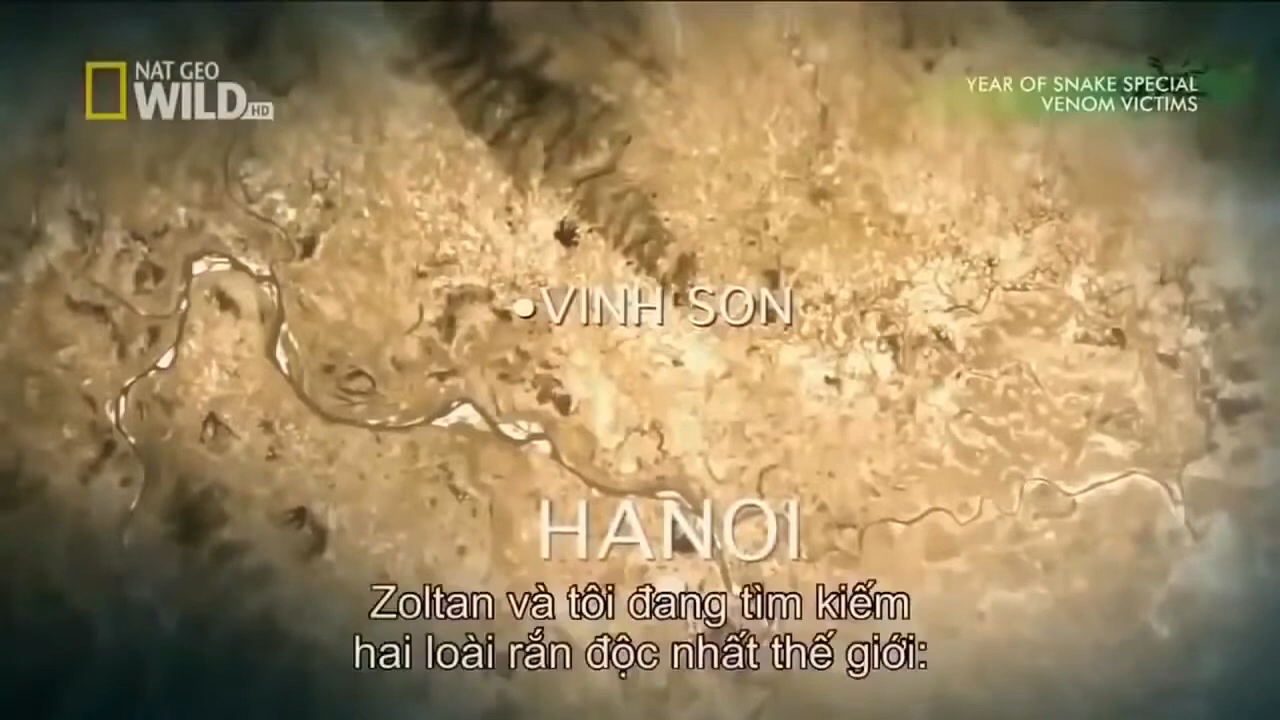 NAT GEO
WILD HD
YEAR OF SNAKE SPECIAL
VENOM VICTIMS
VINH SON
HANOI
Zoltan và tôi đang tìm kiếm
hai loài rắn độc nhất thế giới: